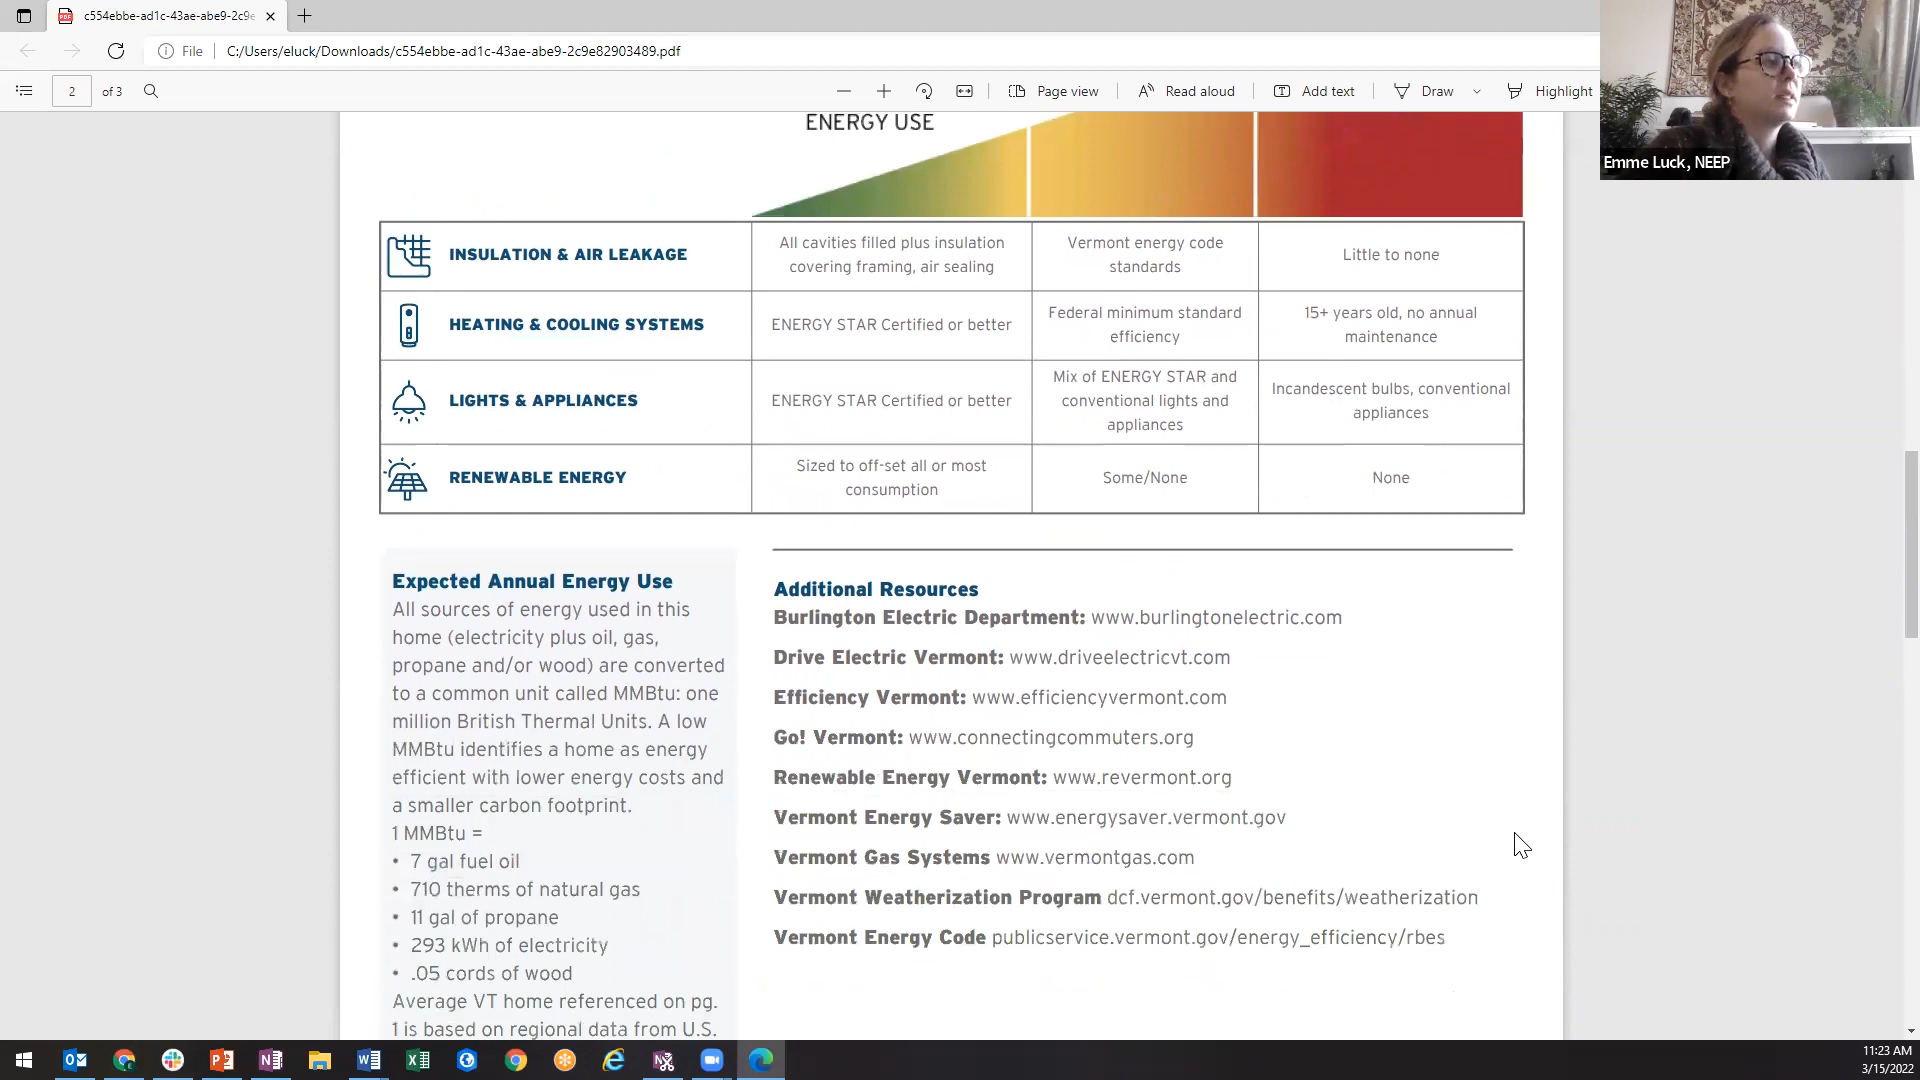 c554ebbe-ad1c-43ae-abe9-2c9e
File
C:/Users/eluck/Downloads/c554ebbe-ad1c-43ae-abe9-2c9e82903489.pdf
2 of 3
Page view
Read aloud
Add text
Draw
Highlight
Emme Luck, NEEP
ENERGY USE
INSULATION & AIR LEAKAGE
All cavities filled plus insulation
covering framing, air sealing
Vermont energy code
standards
Little to none
HEATING & COOLING SYSTEMS
ENERGY STAR Certified or better
Federal minimum standard
efficiency
15+ years old, no annual
maintenance
LIGHTS & APPLIANCES
ENERGY STAR Certified or better
Mix of ENERGY STAR and
conventional lights and
appliances
Incandescent bulbs, conventional
appliances
RENEWABLE ENERGY
Sized to off-set all or most
consumption
Some/None
None
Expected Annual Energy Use
All sources of energy used in this
home (electricity plus oil, gas,
propane and/or wood) are converted
to a common unit called MMBtu: one
million British Thermal Units. A low
MMBtu identifies a home as energy
efficient with lower energy costs and
a smaller carbon footprint.
1 MMBtu =
• 7 gal fuel oil
• 710 therms of natural gas
• 11 gal of propane
• 293 kWh of electricity
• .05 cords of wood
Average VT home referenced on pg.
1 is based on regional data from U.S.
Additional Resources
Burlington Electric Department: www.burlingtonelectric.com
Drive Electric Vermont: www.driveelectricvt.com
Efficiency Vermont: www.efficiencyvermont.com
Go! Vermont: www.connectingcommuters.org
Renewable Energy Vermont: www.revermont.org
Vermont Energy Saver: www.energysaver.vermont.gov
Vermont Gas Systems www.vermontgas.com
Vermont Weatherization Program dcf.vermont.gov/benefits/weatherization
Vermont Energy Code publicservice.vermont.gov/energy_efficiency/rbes
11:23 AM
3/15/2022